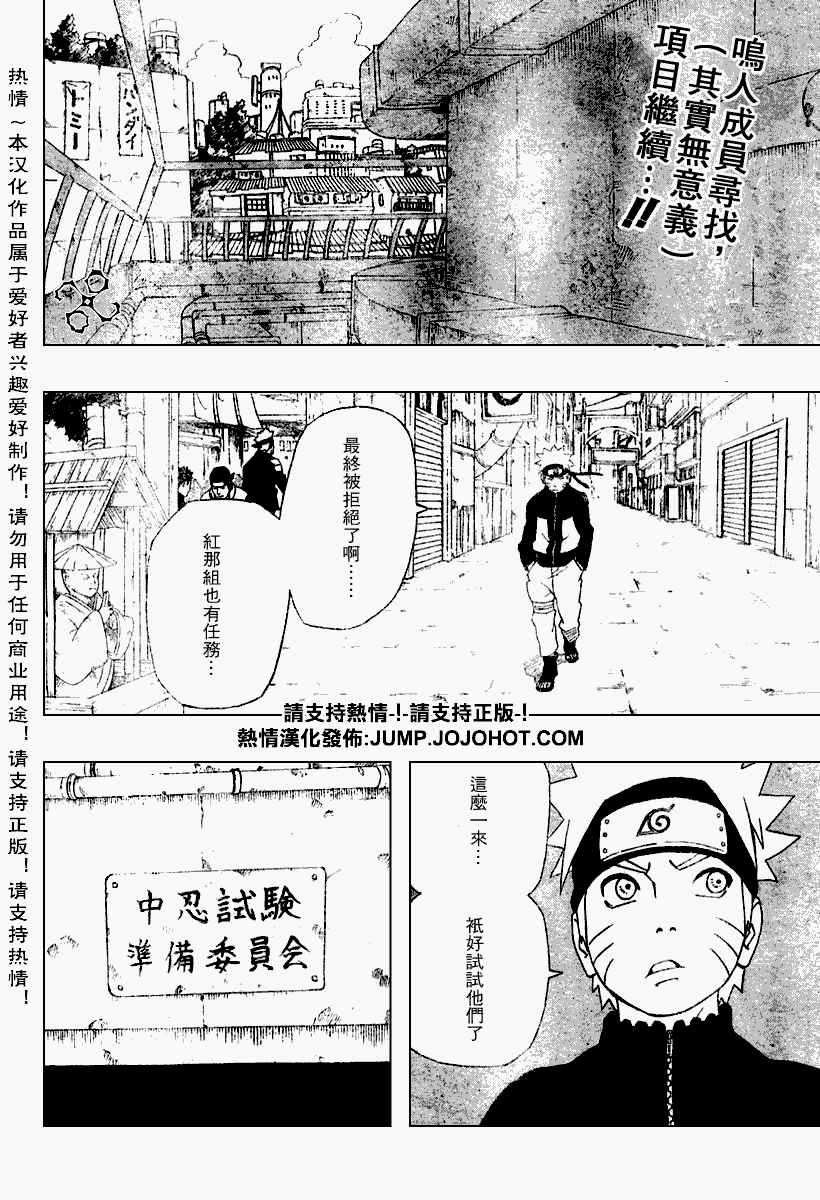 鳴人成員尋找，
（其實無意義）
項目繼續…!!
ハンダイ
トミー
最終被拒絕了啊……
紅那組也有任務…
請支持熱情-!-請支持正版-!
熱情漢化發佈:JUMP.JOJOHOT.COM
這麼一來…
衹好試試他們了
中忍試験
準備委員会
热情~本汉化作品属于爱好者兴趣爱好制作！请勿用于任何商业用途！请支持正版！请支持热情！